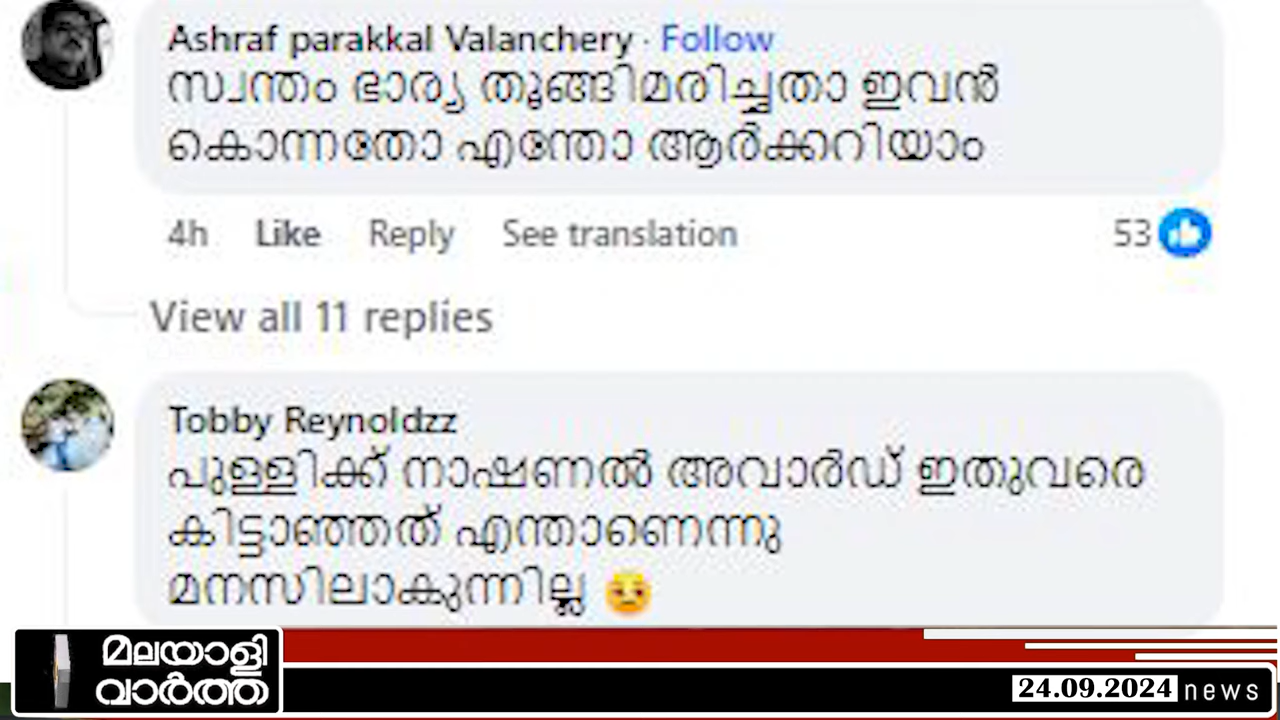 Ashraf parakkal Valanchery · Follow
സ്വന്തം ഭാര്യ തൂങ്ങിമരിച്ചതാ ഇവൻ
കൊന്നതോ എന്തോ ആർക്കറിയാം
4h Like Reply See translation 53
View all 11 replies
Tobby Reynoldzz
പുള്ളിക്ക് നാഷണൽ അവാർഡ് ഇതുവരെ
കിട്ടാഞ്ഞത് എന്താണെന്നു
മനസിലാകുന്നില്ല 😒
മലയാളി
വാർത്ത
24.09.2024 news